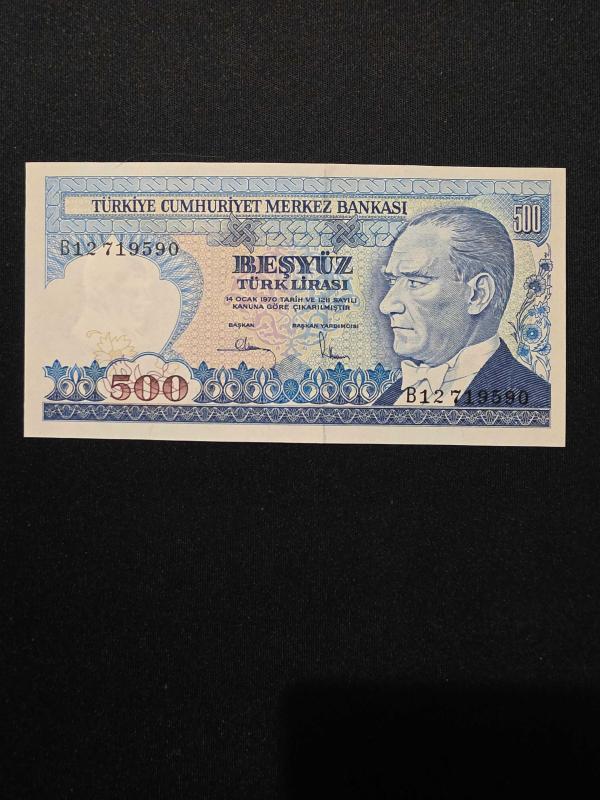 TÜRKİYE CUMHURİYET MERKEZ BANKASI
500
B12 719590
BEŞYÜZ
TÜRK LİRASI
14 OCAK 1970 TARİH VE 1211 SAYILI
KANUNA GÖRE ÇIKARILMIŞTIR
BAŞKAN BAŞKAN YARDIMCISI
500
B12 719590